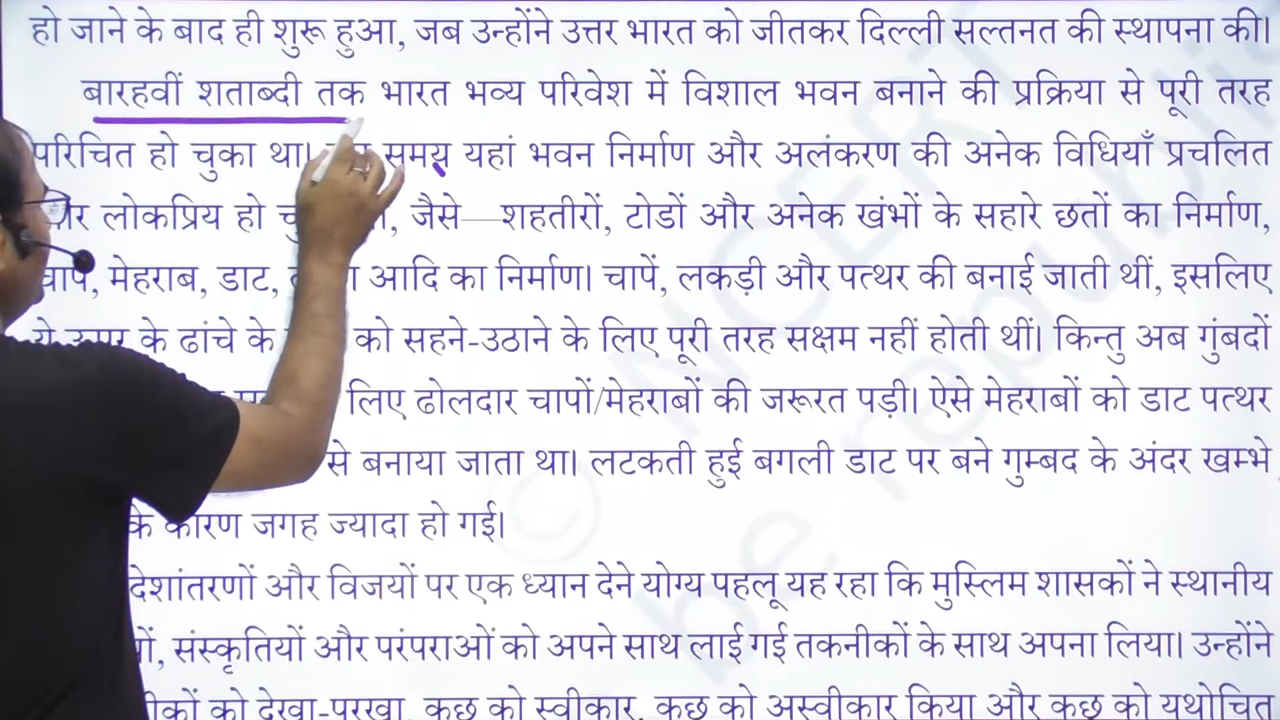 हो जाने के बाद ही शुरू हुआ, जब उन्होंने उत्तर भारत को जीतकर दिल्ली सल्तनत की स्थापना की।
बारहवीं शताब्दी तक भारत भव्य परिवेश में विशाल भवन बनाने की प्रक्रिया से पूरी तरह
परिचित हो चुका था। समय यहां भवन निर्माण और अलंकरण की अनेक विधियाँ प्रचलित
लोकप्रिय हो जैसे—शहतीरों, टोडों और अनेक खंभों के सहारे छतों का निर्माण,
मेहराब, डाट, आदि का निर्माण। चापें, लकड़ी और पत्थर की बनाई जाती थीं, इसलिए
के ढांचे के को सहने-उठाने के लिए पूरी तरह सक्षम नहीं होती थीं। किन्तु अब गुंबदों
लिए ढोलदार चापों/मेहराबों की जरूरत पड़ी। ऐसे मेहराबों को डाट पत्थर
से बनाया जाता था। लटकती हुई बगली डाट पर बने गुम्बद के अंदर खम्भे
के कारण जगह ज्यादा हो गई।
देशांतरणों और विजयों पर एक ध्यान देने योग्य पहलू यह रहा कि मुस्लिम शासकों ने स्थानीय
संस्कृतियों और परंपराओं को अपने साथ लाई गई तकनीकों के साथ अपना लिया। उन्होंने
को देखा-परखा, कुछ को स्वीकार, कुछ को अस्वीकार किया और कुछ को यथोचित